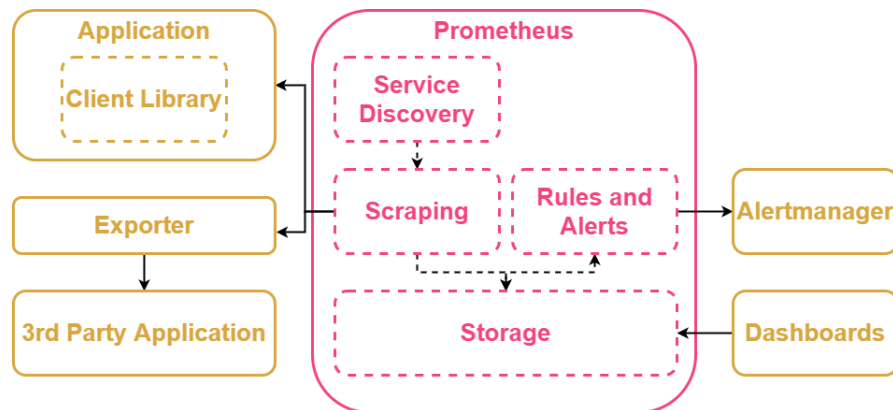 Application
Client Library
Exporter
3rd Party Application
Prometheus
Service
Discovery
Scraping
Rules and
Alerts
Storage
Alertmanager
Dashboards